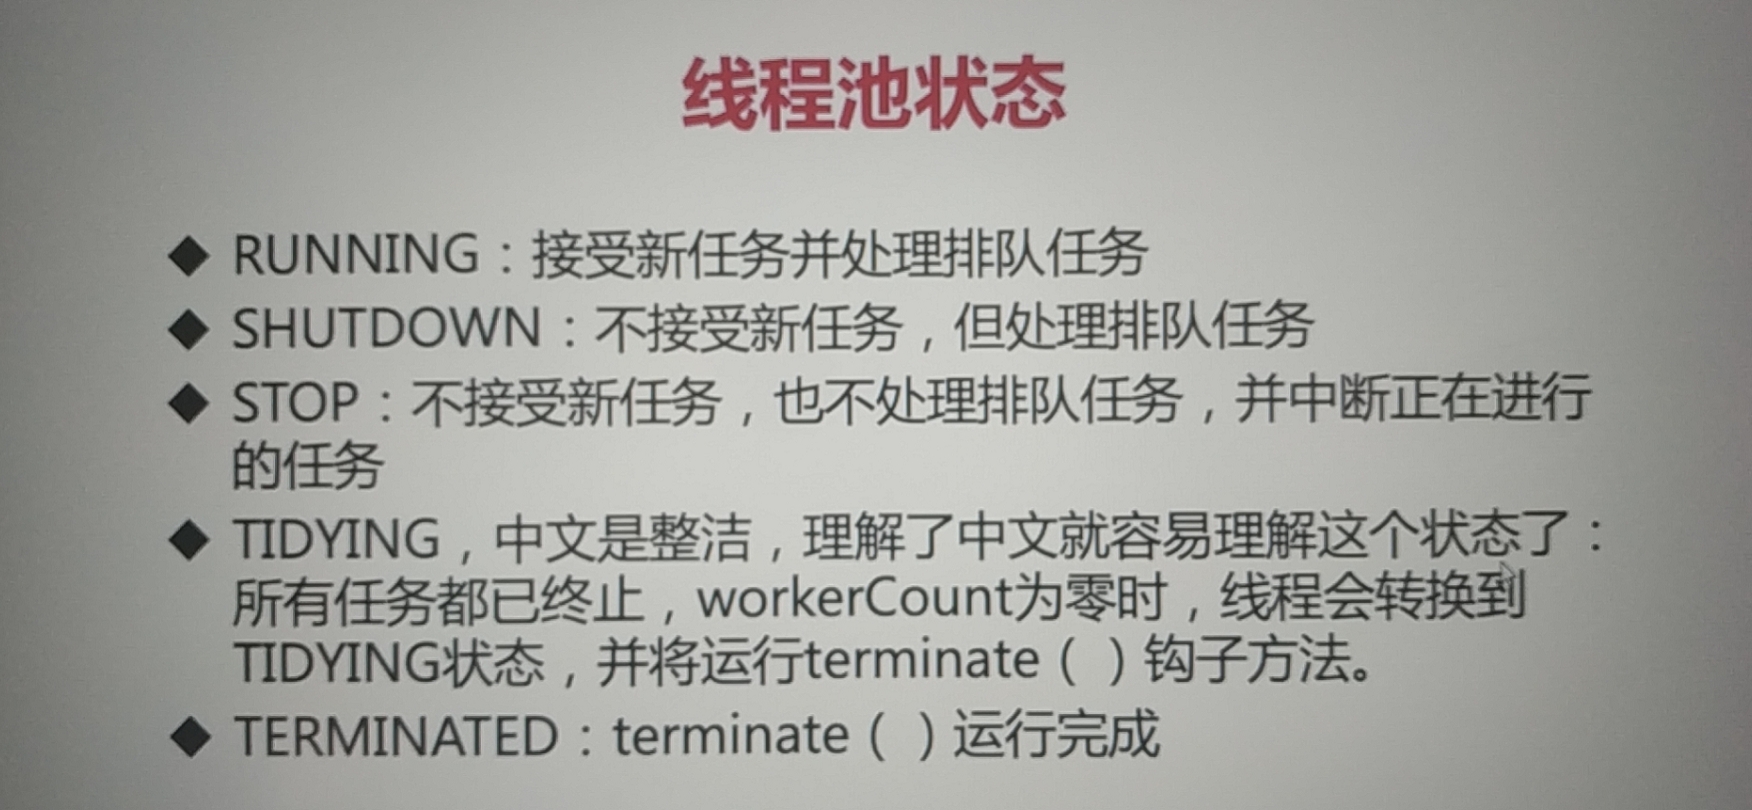 线程池状态
◆ RUNNING：接受新任务并处理排队任务
◆ SHUTDOWN：不接受新任务，但处理排队任务
◆ STOP：不接受新任务，也不处理排队任务，并中断正在进行
的任务
◆ TIDYING，中文是整洁，理解了中文就容易理解这个状态了：
所有任务都已终止，workerCount为零时，线程会转换到
TIDYING状态，并将运行terminate（ ）钩子方法。
◆ TERMINATED：terminate（ ）运行完成